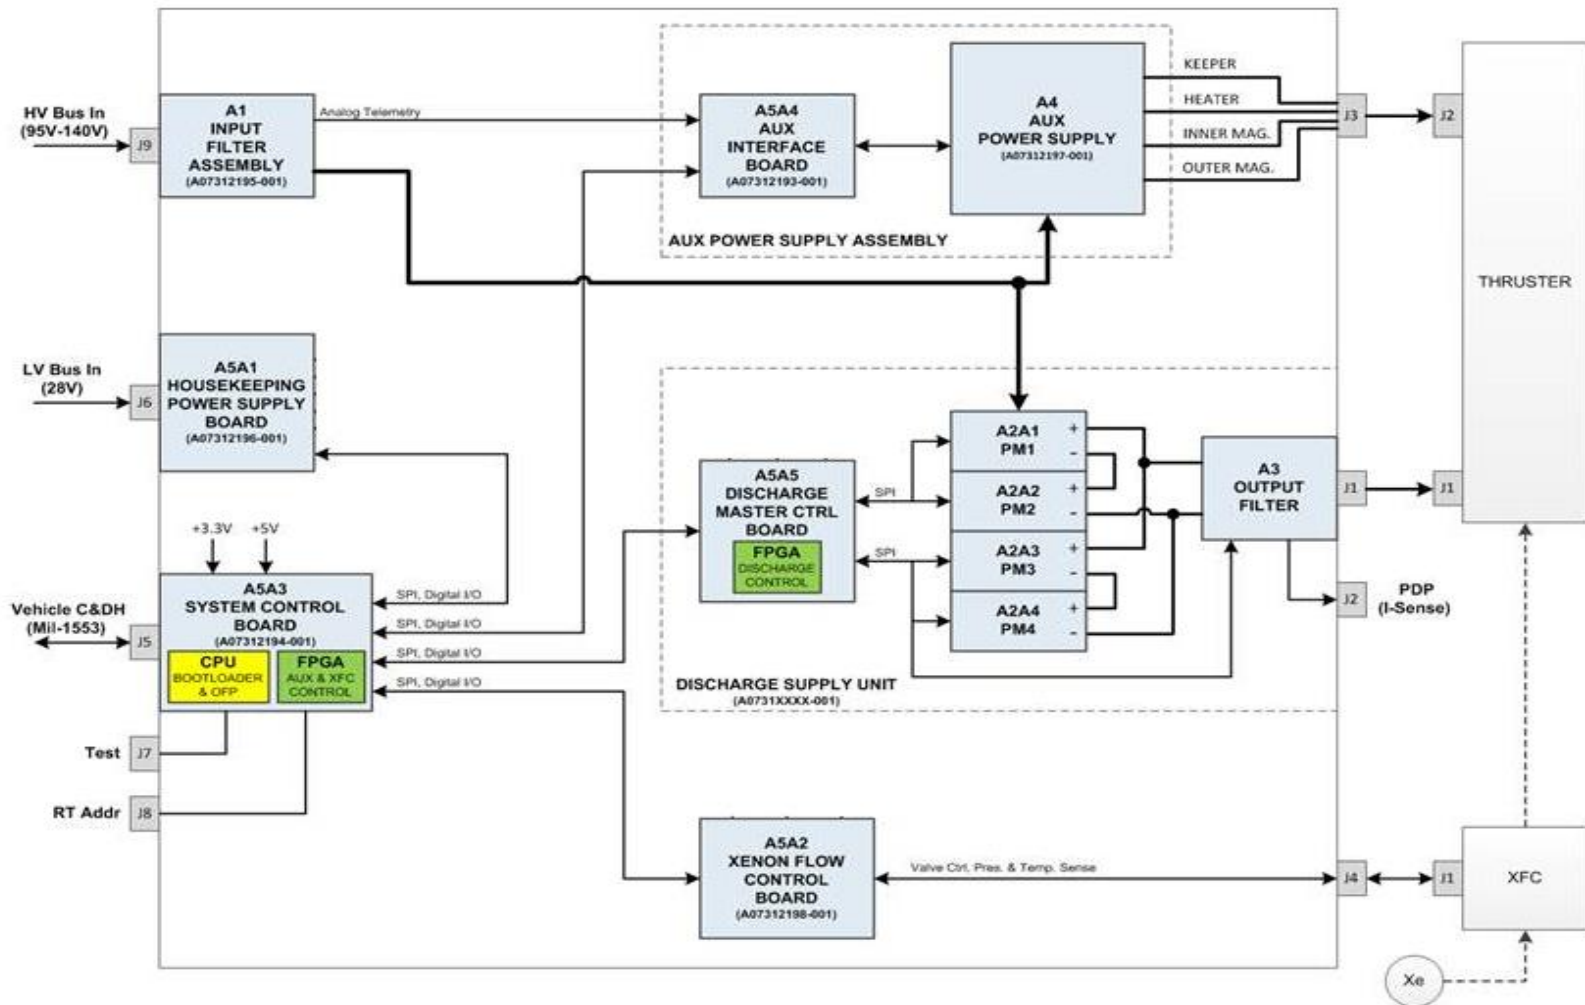 HV Bus In
(95V-140V)
J9
A1
INPUT
FILTER
ASSEMBLY
(A07312195-001)
Analog Telemetry
A5A4
AUX
INTERFACE
BOARD
(A07312193-001)
A4
AUX
POWER SUPPLY
(A07312197-001)
KEEPER
HEATER
INNER MAG.
OUTER MAG.
J3
J2
AUX POWER SUPPLY ASSEMBLY
THRUSTER
LV Bus In
(28V)
J6
A5A1
HOUSEKEEPING
POWER SUPPLY
BOARD
(A07312196-001)
A5A5
DISCHARGE
MASTER CTRL
BOARD
FPGA
DISCHARGE
CONTROL
SPI
SPI
A2A1
PM1
+
-
A2A2
PM2
+
-
A2A3
PM3
+
-
A2A4
PM4
+
-
A3
OUTPUT
FILTER
J1
J1
J2
PDP
(I-Sense)
DISCHARGE SUPPLY UNIT
(A0731XXXX-001)
+3.3V
+5V
Vehicle C&DH
(Mil-1553)
J5
A5A3
SYSTEM CONTROL
BOARD
(A07312194-001)
CPU
BOOTLOADER
& OFP
FPGA
AUX & XFC
CONTROL
SPI, Digital I/O
SPI, Digital I/O
SPI, Digital I/O
SPI, Digital I/O
Test
J7
RT Addr
J8
A5A2
XENON FLOW
CONTROL
BOARD
(A07312198-001)
Valve Ctrl, Pres. & Temp. Sense
J4
J1
XFC
Xe